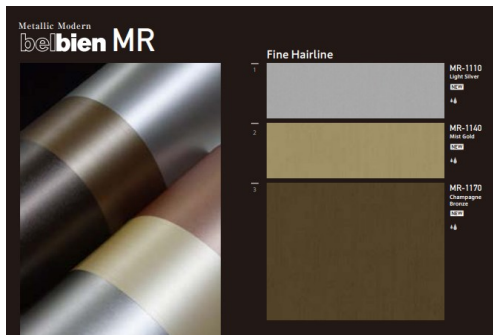 Metallic Modern
belbien MR
Fine Hairline
1
MR-1110
Light Silver
NEW
2
MR-1140
Mist Gold
NEW
3
MR-1170
Champagne
Bronze
NEW